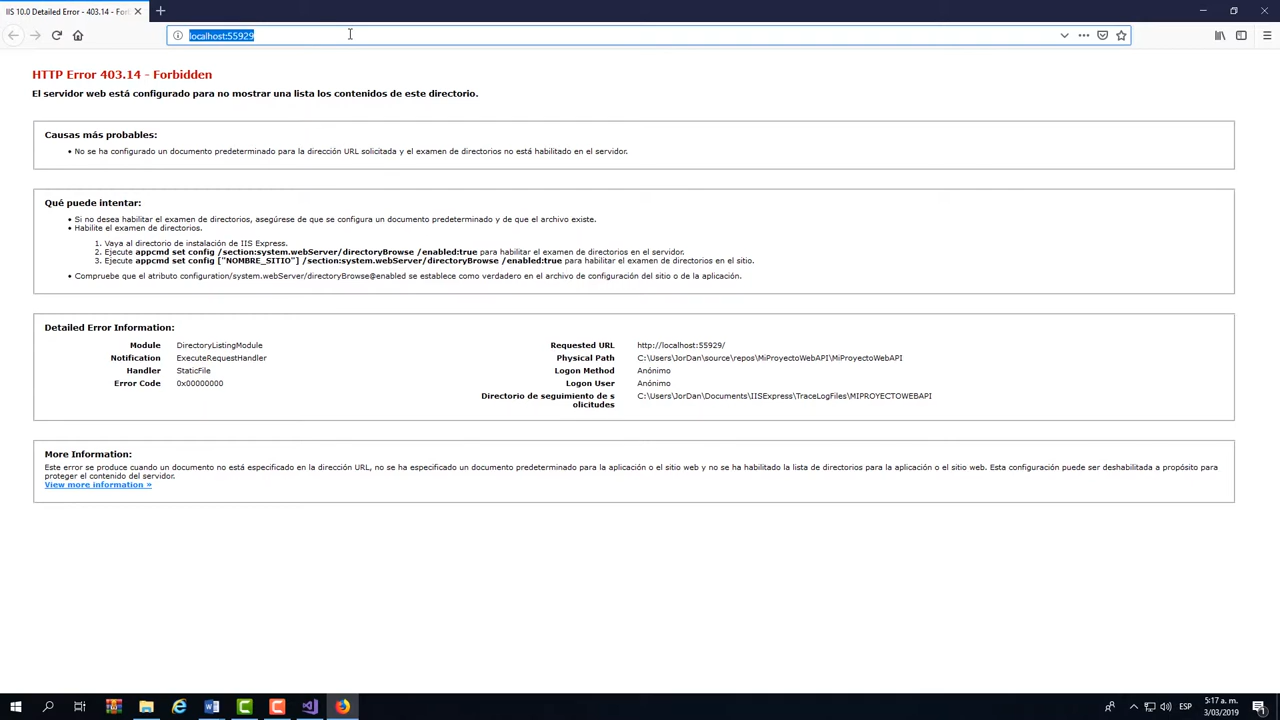 IIS 10.0 Detailed Error - 403.14 - Forb
localhost:55929
HTTP Error 403.14 - Forbidden
El servidor web está configurado para no mostrar una lista los contenidos de este directorio.
Causas más probables:
• No se ha configurado un documento predeterminado para la dirección URL solicitada y el examen de directorios no está habilitado en el servidor.
Qué puede intentar:
• Si no desea habilitar el examen de directorios, asegúrese de que se configura un documento predeterminado y de que el archivo existe.
• Habilite el examen de directorios.
1. Vaya al directorio de instalación de IIS Express.
2. Ejecute appcmd set config /section:system.webServer/directoryBrowse /enabled:true para habilitar el examen de directorios en el servidor.
3. Ejecute appcmd set config ["NOMBRE_SITIO"] /section:system.webServer/directoryBrowse /enabled:true para habilitar el examen de directorios en el sitio.
• Compruebe que el atributo configuration/system.webServer/directoryBrowse@enabled se establece como verdadero en el archivo de configuración del sitio o de la aplicación.
Detailed Error Information:
Module DirectoryListingModule
Notification ExecuteRequestHandler
Handler StaticFile
Error Code 0x00000000
Requested URL http://localhost:55929/
Physical Path C:\Users\JorDan\source\repos\MiProyectoWebAPI\MiProyectoWebAPI
Logon Method Anónimo
Logon User Anónimo
Directorio de seguimiento de s C:\Users\JorDan\Documents\IISExpress\TraceLogFiles\MIPROYECTOWEBAPI
olicitudes
More Information:
Este error se produce cuando un documento no está especificado en la dirección URL, no se ha especificado un documento predeterminado para la aplicación o el sitio web y no se ha habilitado la lista de directorios para la aplicación o el sitio web. Esta configuración puede ser deshabilitada a propósito para
proteger el contenido del servidor.
View more information »
ESP
5:17 a. m.
3/03/2019
1